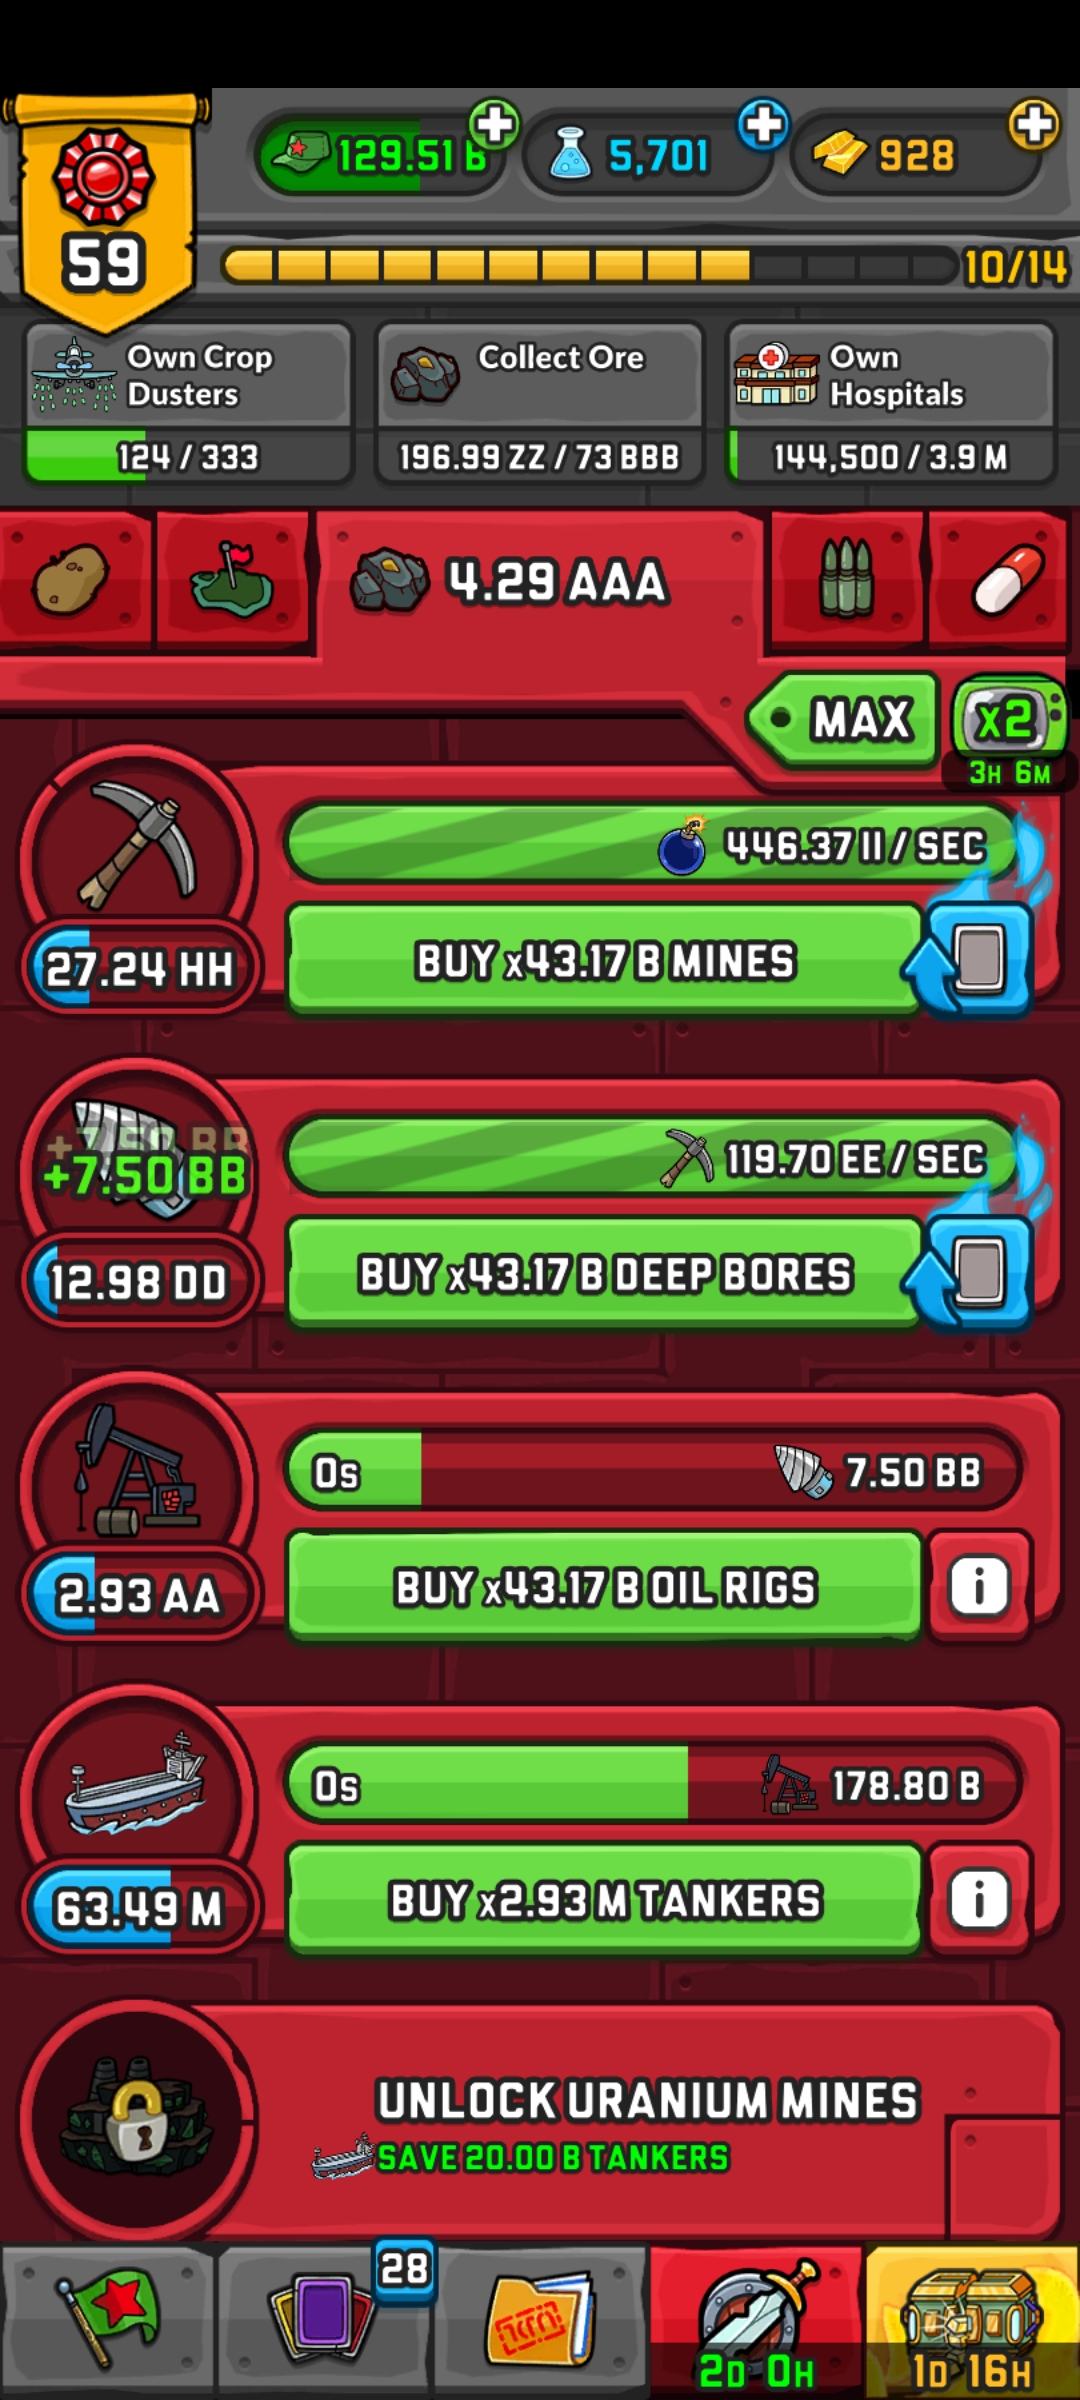 129.51 B
5,701
928
59
10/14
Own Crop
Dusters
124 / 333
Collect Ore
196.99 ZZ / 73 BBB
Own
Hospitals
144,500 / 3.9 M
4.29 AAA
MAX
x2
3H 6M
446.37 II / SEC
27.24 HH
BUY x43.17 B MINES
+7.50 BB
+7.50 BB
119.70 EE / SEC
12.98 DD
BUY x43.17 B DEEP BORES
0s
7.50 BB
2.93 AA
BUY x43.17 B OIL RIGS
i
0s
178.80 B
63.49 M
BUY x2.93 M TANKERS
i
UNLOCK URANIUM MINES
SAVE 20.00 B TANKERS
28
2D 0H
1D 16H